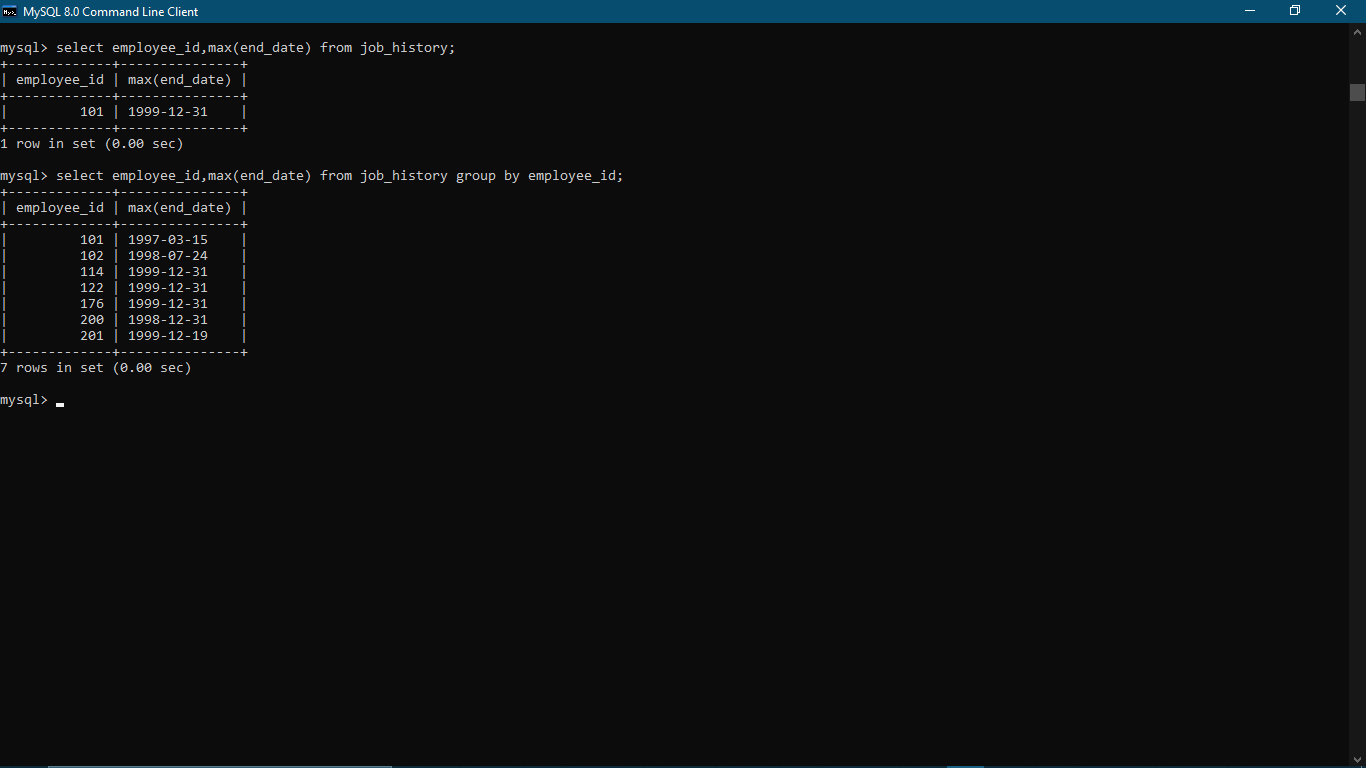 MySQL 8.0 Command Line Client
mysql> select employee_id,max(end_date) from job_history;
+-------------+---------------+
| employee_id | max(end_date) |
+-------------+---------------+
|         101 | 1999-12-31    |
+-------------+---------------+
1 row in set (0.00 sec)
mysql> select employee_id,max(end_date) from job_history group by employee_id;
+-------------+---------------+
| employee_id | max(end_date) |
+-------------+---------------+
|         101 | 1997-03-15    |
|         102 | 1998-07-24    |
|         114 | 1999-12-31    |
|         122 | 1999-12-31    |
|         176 | 1999-12-31    |
|         200 | 1998-12-31    |
|         201 | 1999-12-19    |
+-------------+---------------+
7 rows in set (0.00 sec)
mysql>